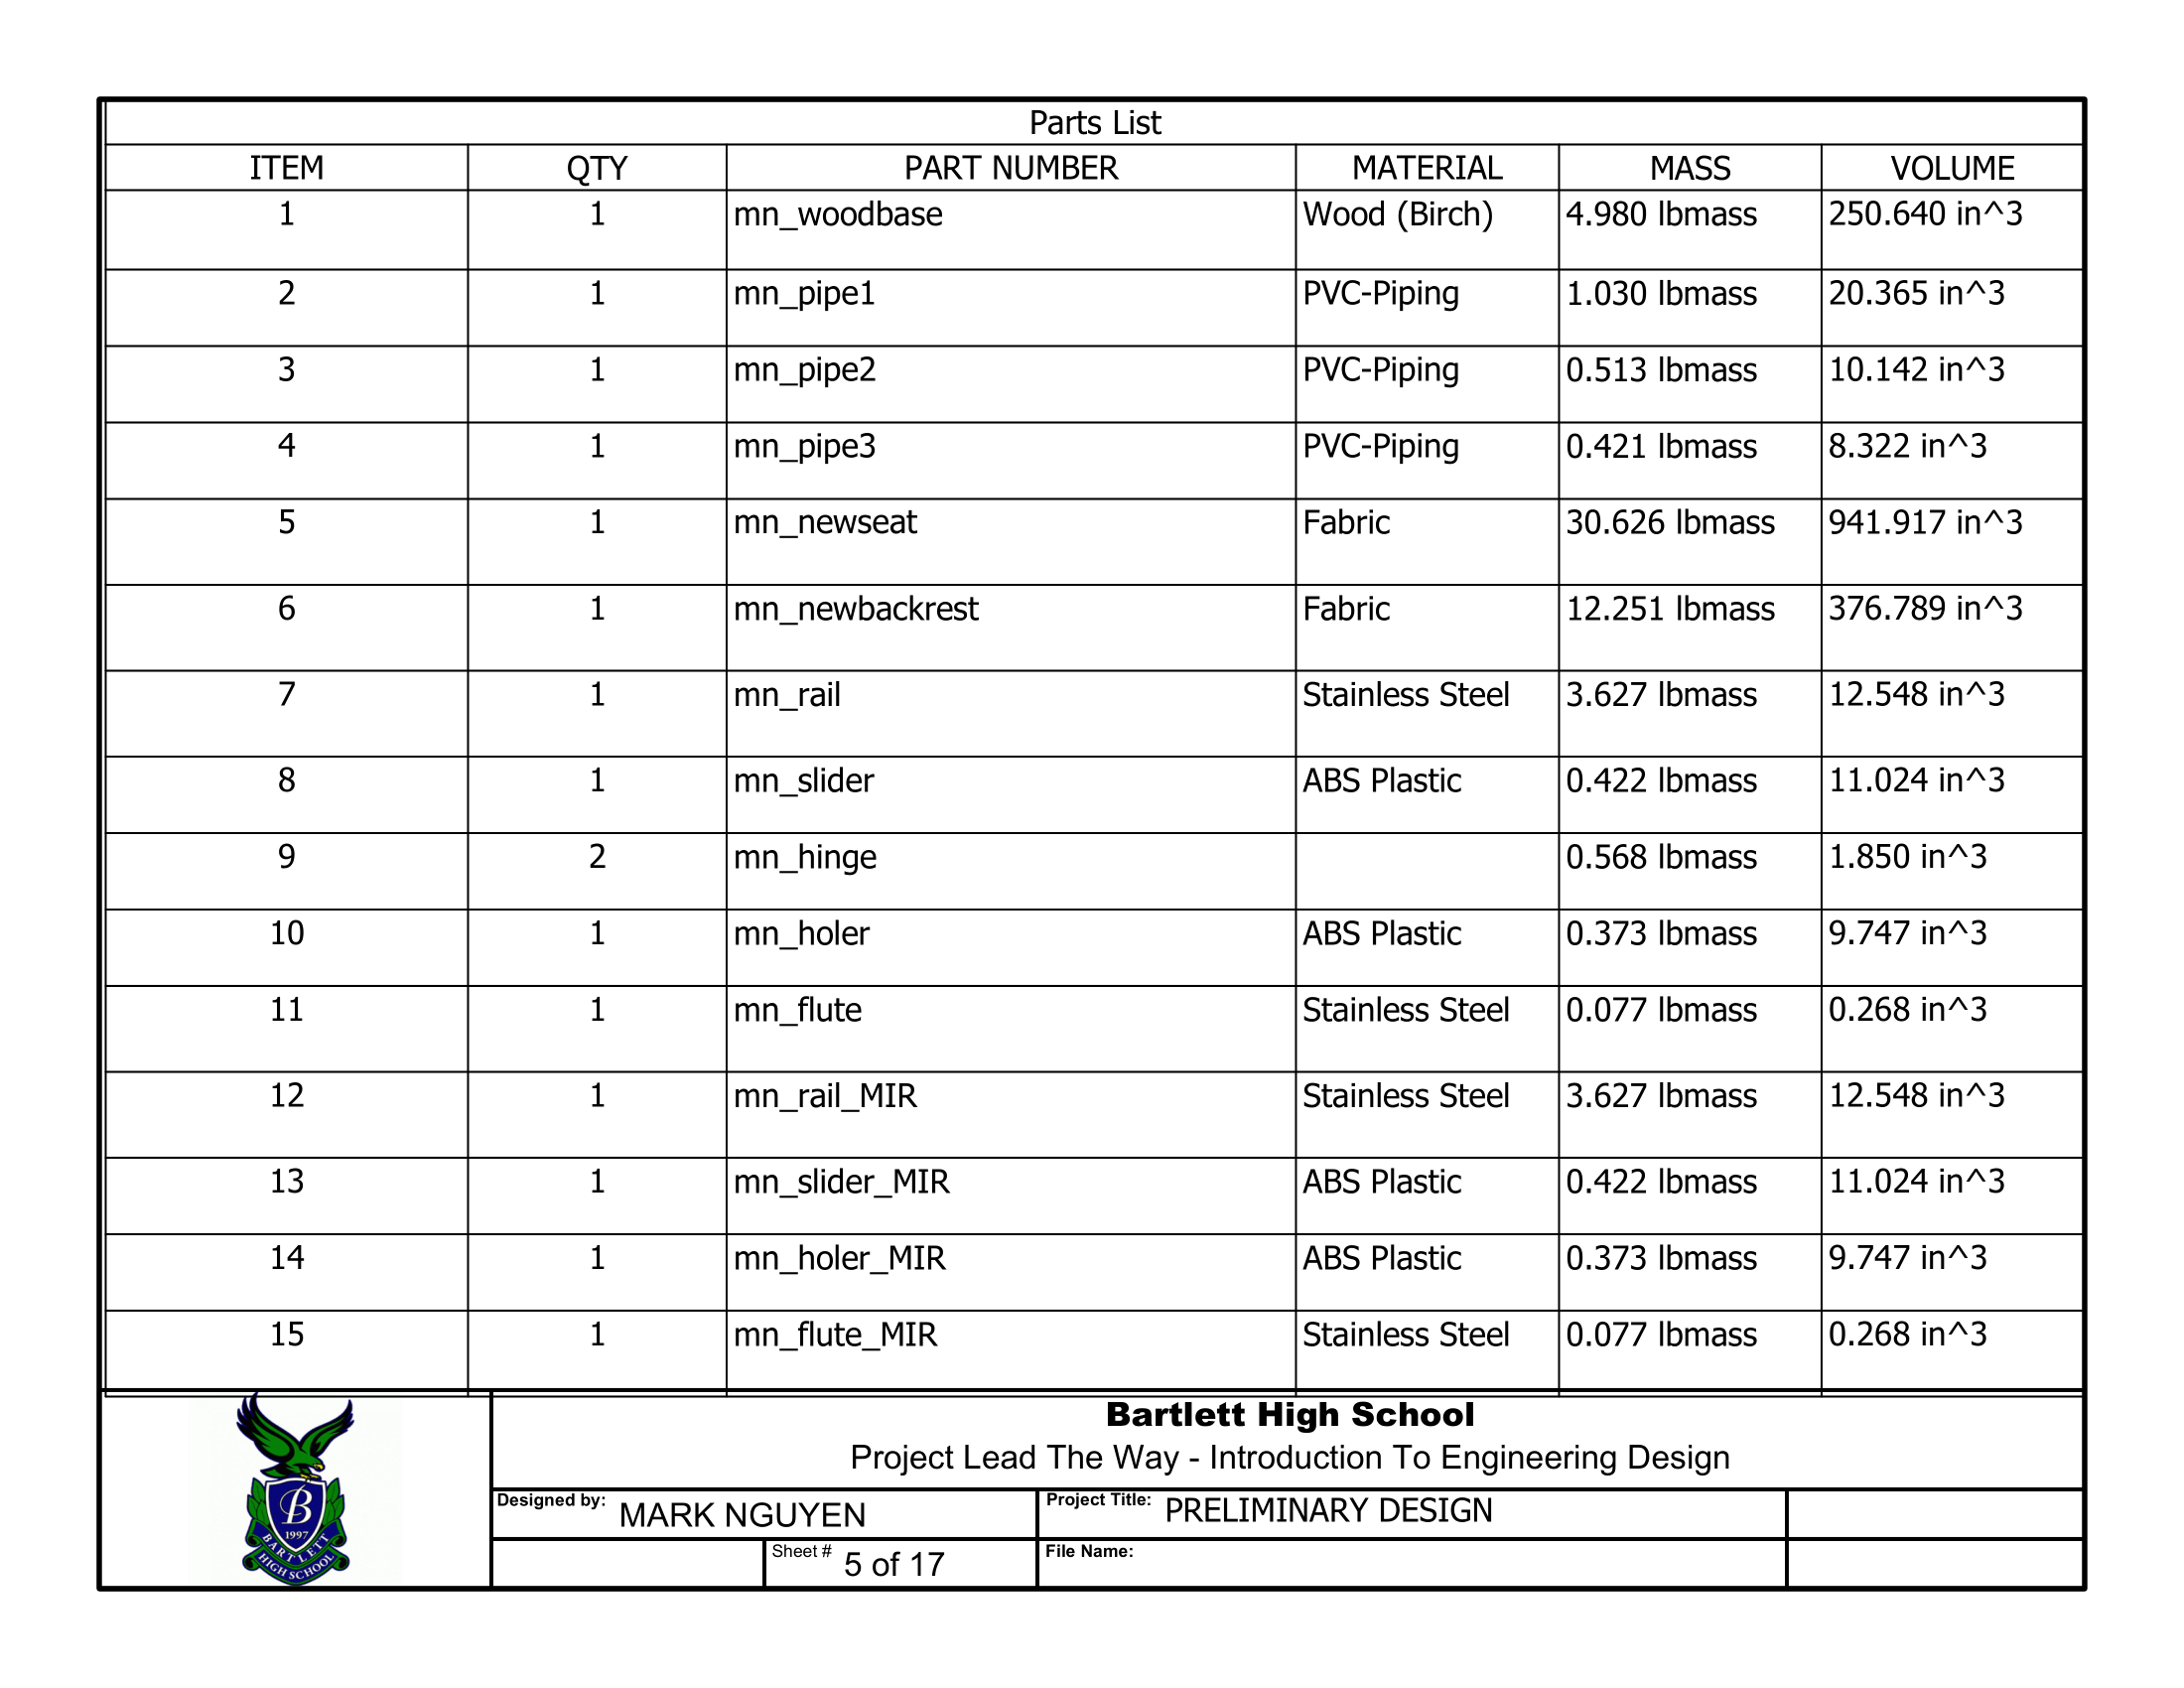 Parts List
ITEM QTY PART NUMBER MATERIAL MASS VOLUME
1 1 mn_woodbase Wood (Birch) 4.980 lbmass 250.640 in^3
2 1 mn_pipe1 PVC-Piping 1.030 lbmass 20.365 in^3
3 1 mn_pipe2 PVC-Piping 0.513 lbmass 10.142 in^3
4 1 mn_pipe3 PVC-Piping 0.421 lbmass 8.322 in^3
5 1 mn_newseat Fabric 30.626 lbmass 941.917 in^3
6 1 mn_newbackrest Fabric 12.251 lbmass 376.789 in^3
7 1 mn_rail Stainless Steel 3.627 lbmass 12.548 in^3
8 1 mn_slider ABS Plastic 0.422 lbmass 11.024 in^3
9 2 mn_hinge 0.568 lbmass 1.850 in^3
10 1 mn_holer ABS Plastic 0.373 lbmass 9.747 in^3
11 1 mn_flute Stainless Steel 0.077 lbmass 0.268 in^3
12 1 mn_rail_MIR Stainless Steel 3.627 lbmass 12.548 in^3
13 1 mn_slider_MIR ABS Plastic 0.422 lbmass 11.024 in^3
14 1 mn_holer_MIR ABS Plastic 0.373 lbmass 9.747 in^3
15 1 mn_flute_MIR Stainless Steel 0.077 lbmass 0.268 in^3
B
1997
BARTLETT
HIGH SCHOOL
Bartlett High School
Project Lead The Way - Introduction To Engineering Design
Designed by: MARK NGUYEN Project Title: PRELIMINARY DESIGN
Sheet # 5 of 17 File Name: